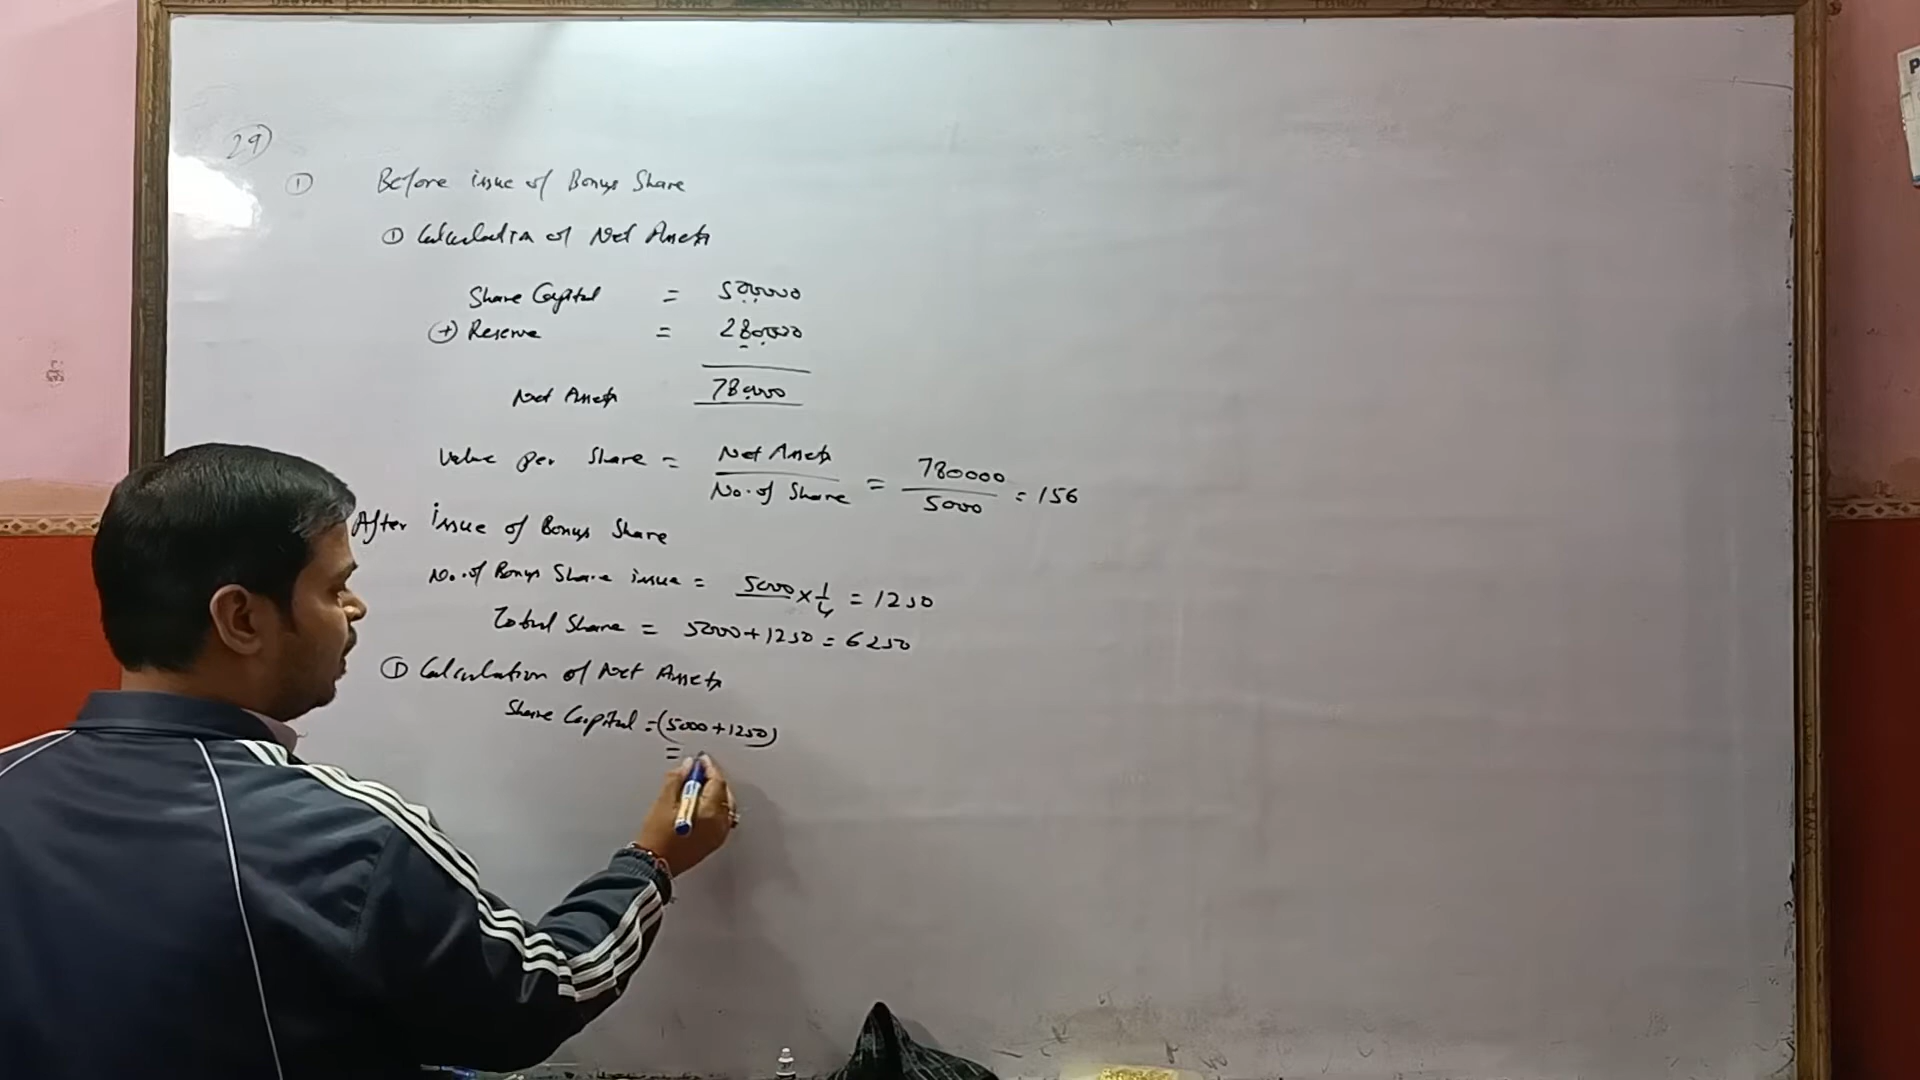 29)
① Before issue of Bonus Share
① Calculation of Net Assets
Share Capital = 500000
(+) Reserve = 280000
Net Assets 780000
Value per Share = Net Assets / No. of Share = 780000 / 5000 = 156
After Issue of Bonus Share
No. of Bonus Share issue = 5000 × 1/4 = 1250
Total Share = 5000 + 1250 = 6250
① Calculation of Net Assets
Share Capital = (5000 + 1250)
=